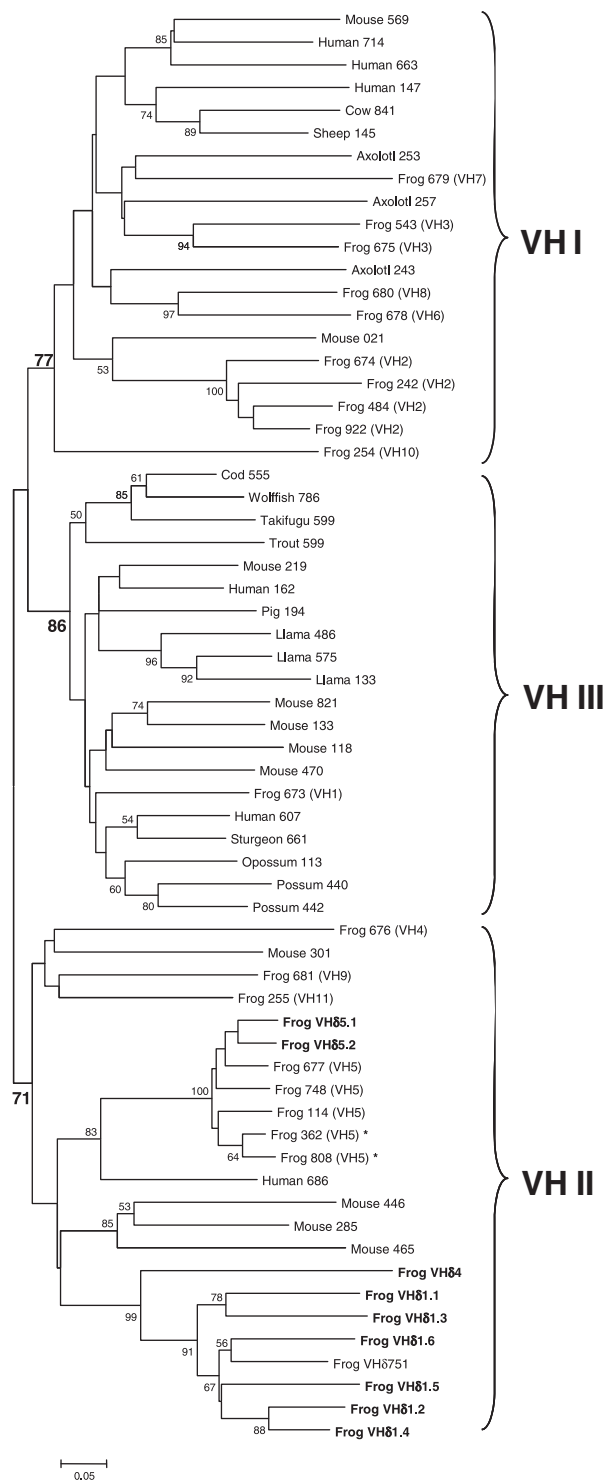 Mouse 569
85
Human 714
Human 663
Human 147
74
Cow 841
89
Sheep 145
Axolotl 253
Frog 679 (VH7)
Axolotl 257
Frog 543 (VH3)
94
Frog 675 (VH3)
VH I
Axolotl 243
Frog 680 (VH8)
97
Frog 678 (VH6)
Mouse 021
77
53
Frog 674 (VH2)
100
Frog 242 (VH2)
Frog 484 (VH2)
Frog 922 (VH2)
Frog 254 (VH10)
61
Cod 555
85
Wolffish 786
50
Takifugu 599
Trout 599
Mouse 219
Human 162
86
Pig 194
Llama 486
96
Llama 575
92
Llama 133
VH III
74
Mouse 821
Mouse 133
Mouse 118
Mouse 470
Frog 673 (VH1)
54
Human 607
Sturgeon 661
Opossum 113
60
Possum 440
80
Possum 442
Frog 676 (VH4)
Mouse 301
Frog 681 (VH9)
Frog 255 (VH11)
Frog VHδ5.1
Frog VHδ5.2
Frog 677 (VH5)
71
100
Frog 748 (VH5)
Frog 114 (VH5)
83
Frog 362 (VH5) *
64
Frog 808 (VH5) *
Human 686
VH II
53
Mouse 446
85
Mouse 285
Mouse 465
Frog VHδ4
99
78
Frog VHδ1.1
Frog VHδ1.3
91
56
Frog VHδ1.6
Frog VHδ751
67
Frog VHδ1.5
Frog VHδ1.2
88
Frog VHδ1.4
0.05